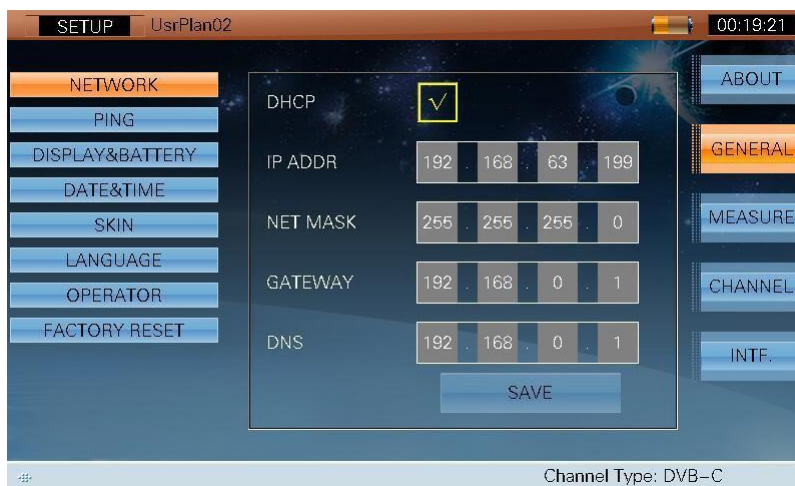 SETUP UsrPlan02 00:19:21
NETWORK
PING
DISPLAY&BATTERY
DATE&TIME
SKIN
LANGUAGE
OPERATOR
FACTORY RESET
DHCP √
IP ADDR 192 . 168 . 63 . 199
NET MASK 255 . 255 . 255 . 0
GATEWAY 192 . 168 . 0 . 1
DNS 192 . 168 . 0 . 1
SAVE
ABOUT
GENERAL
MEASURE
CHANNEL
INTF.
Channel Type: DVB-C